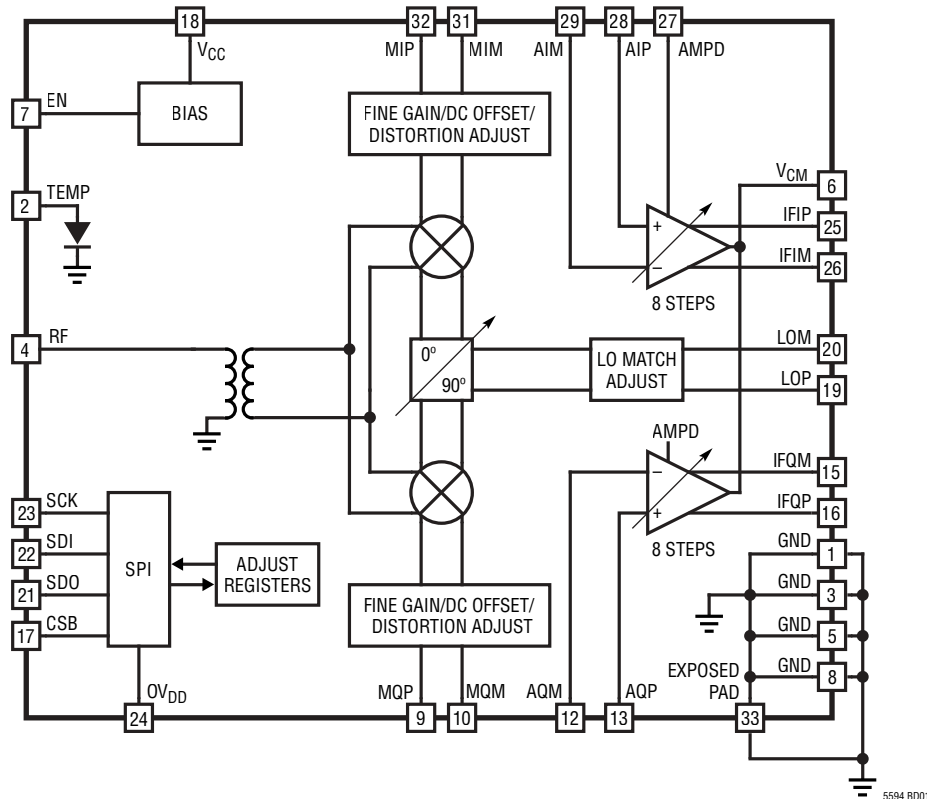 18
32
31
29
28
27
V_CC
MIP
MIM
AIM
AIP
AMPD
EN
7
BIAS
FINE GAIN/DC OFFSET/
DISTORTION ADJUST
TEMP
2
V_CM
6
+
IFIP
25
–
IFIM
26
8 STEPS
RF
4
0º
90º
LO MATCH
ADJUST
LOM
20
LOP
19
AMPD
–
IFQM
15
+
IFQP
16
8 STEPS
SCK
23
SDI
22
SDO
21
CSB
17
SPI
ADJUST
REGISTERS
FINE GAIN/DC OFFSET/
DISTORTION ADJUST
GND
1
GND
3
GND
5
GND
8
EXPOSED
PAD
OV_DD
24
MQP
9
MQM
10
AQM
12
AQP
13
33
5594 BD01